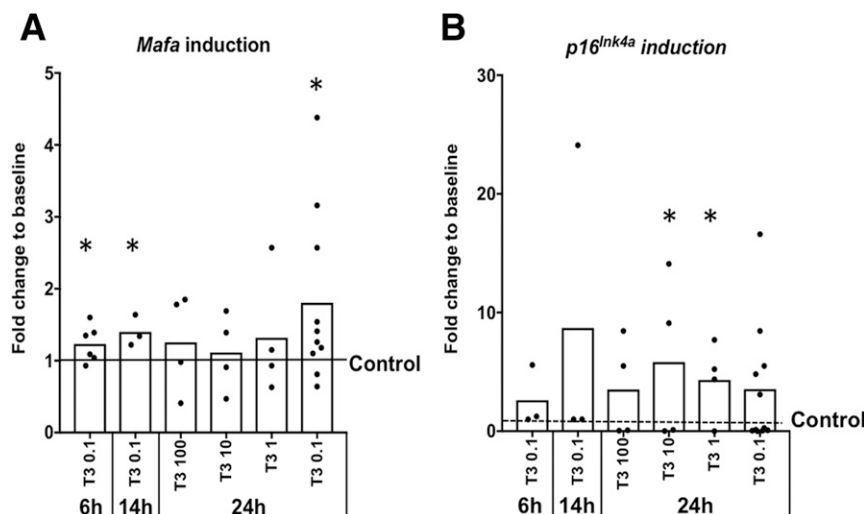 A
Mafa induction
Fold change to baseline
5
4
3
2
1
0
*
*
*
Control
T3 0.1
T3 0.1
T3 100
T3 10
T3 1
T3 0.1
6h
14h
24h
B
p16Ink4a induction
Fold change to baseline
30
20
10
0
*
*
Control
T3 0.1
T3 0.1
T3 100
T3 10
T3 1
T3 0.1
6h
14h
24h